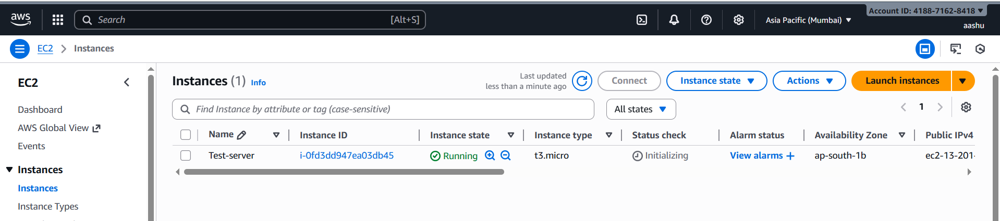 aws
Search [Alt+S]
Asia Pacific (Mumbai)
Account ID: 4188-7162-8418
aashu
EC2 Instances
EC2
Dashboard
AWS Global View
Events
Instances
Instances
Instance Types
Instances (1) Info
Last updated
less than a minute ago
Connect Instance state Actions Launch instances
Find Instance by attribute or tag (case-sensitive)
All states
1
Name Instance ID Instance state Instance type Status check Alarm status Availability Zone Public IPv4
Test-server i-0fd3dd947ea03db45 Running t3.micro Initializing View alarms + ap-south-1b ec2-13-201-